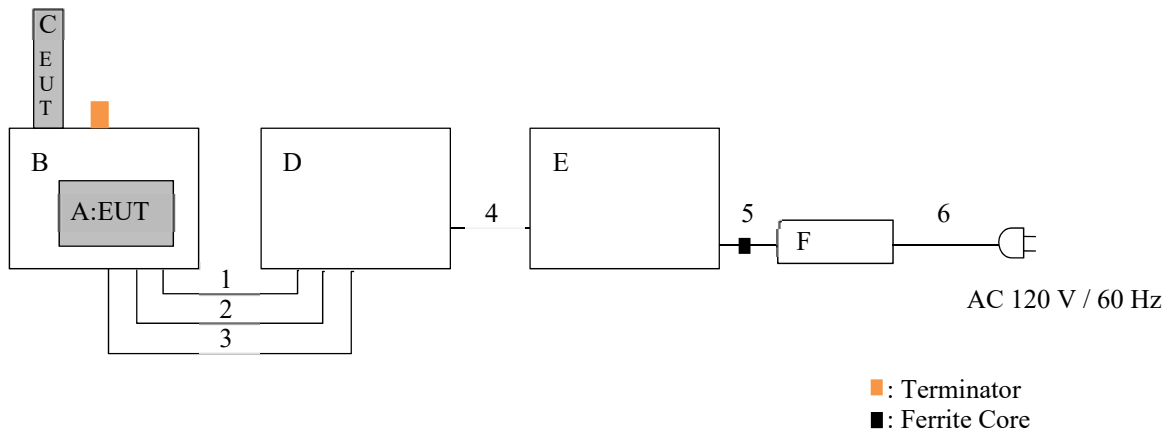 C
E
U
T
B
A:EUT
D
E
4
5
F
6
1
2
3
AC 120 V / 60 Hz
: Terminator
: Ferrite Core